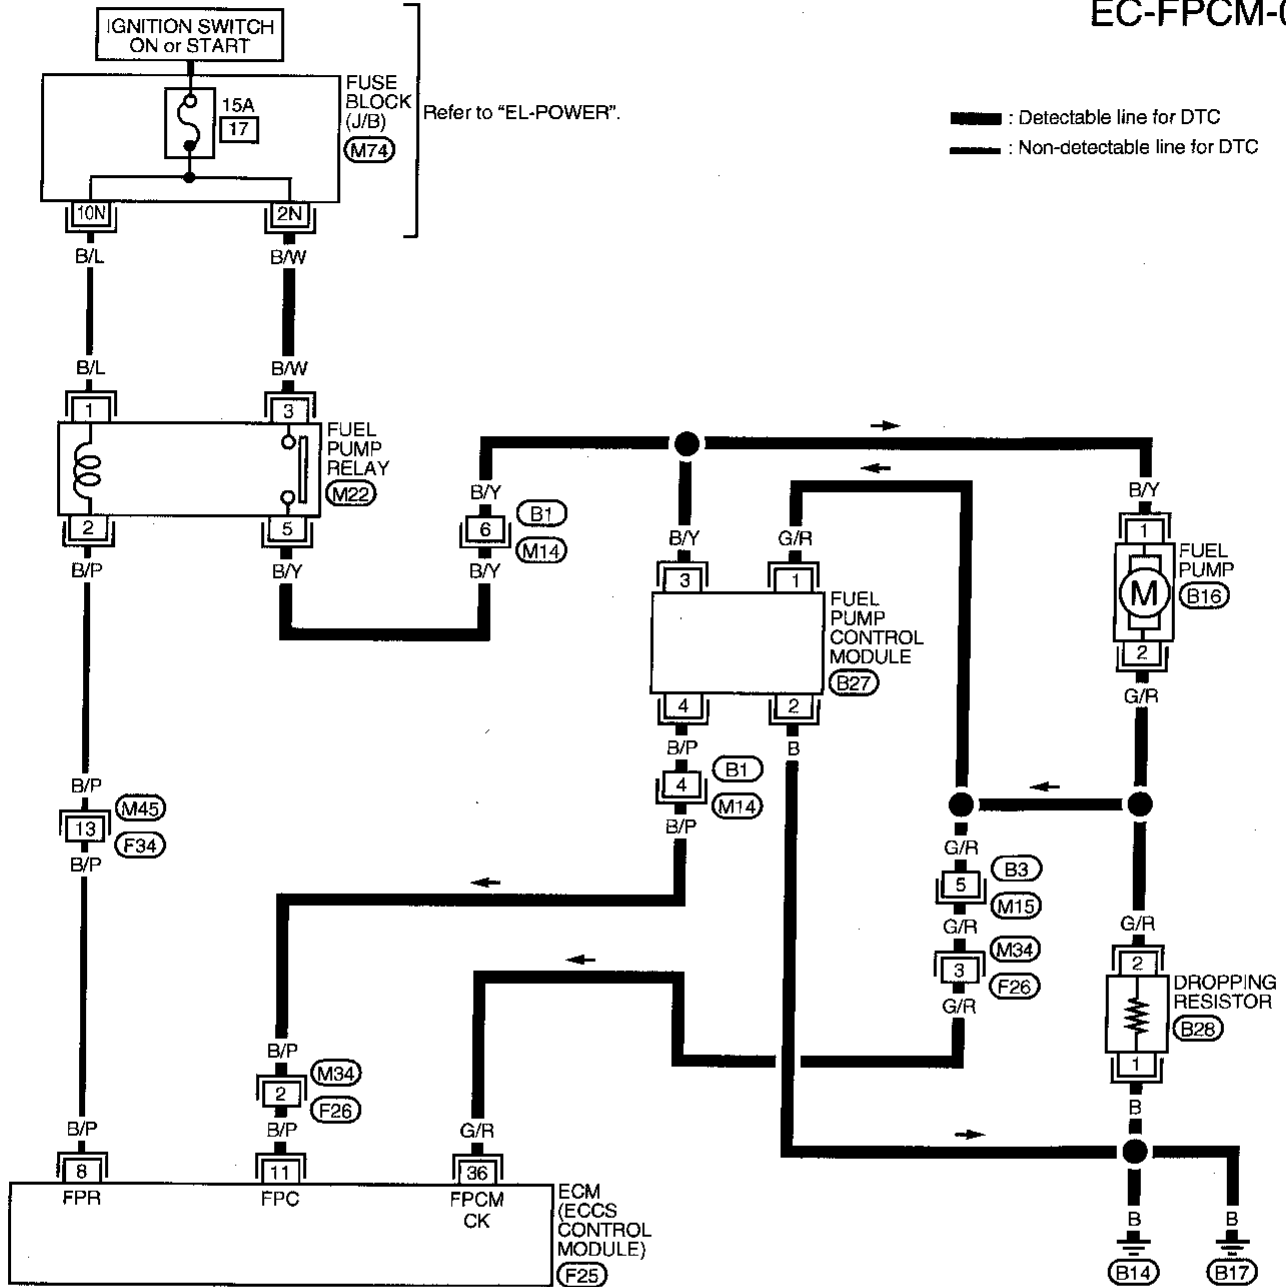 EC-FPCM-0
IGNITION SWITCH
ON or START
FUSE
BLOCK
(J/B)
M74
15A
17
Refer to “EL-POWER”.
: Detectable line for DTC
: Non-detectable line for DTC
10N
2N
B/L
B/W
B/L
B/W
1
3
FUEL
PUMP
RELAY
M22
2
5
B/P
B/Y
B/Y
6
B1
M14
B/Y
B/Y
G/R
3
1
FUEL
PUMP
CONTROL
MODULE
B27
4
2
B/P
B
4
B1
M14
B/P
B/Y
1
FUEL
PUMP
B16
M
2
G/R
B/P
13
M45
F34
B/P
G/R
5
B3
M15
G/R
3
M34
F26
G/R
G/R
2
DROPPING
RESISTOR
B28
1
B
B/P
2
M34
F26
B/P
B/P
G/R
8
11
36
FPR
FPC
FPCM
CK
ECM
(ECCS
CONTROL
MODULE)
F25
B
B
B14
B17